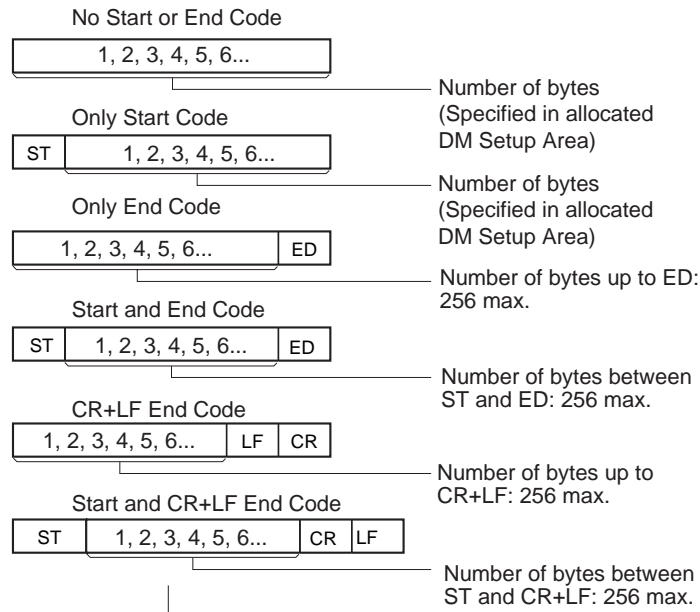 No Start or End Code
1, 2, 3, 4, 5, 6...
Number of bytes
(Specified in allocated
DM Setup Area)
Only Start Code
ST 1, 2, 3, 4, 5, 6...
Number of bytes
(Specified in allocated
DM Setup Area)
Only End Code
1, 2, 3, 4, 5, 6... ED
Number of bytes up to ED:
256 max.
Start and End Code
ST 1, 2, 3, 4, 5, 6... ED
Number of bytes between
ST and ED: 256 max.
CR+LF End Code
1, 2, 3, 4, 5, 6... LF CR
Number of bytes up to
CR+LF: 256 max.
Start and CR+LF End Code
ST 1, 2, 3, 4, 5, 6... CR LF
Number of bytes between
ST and CR+LF: 256 max.